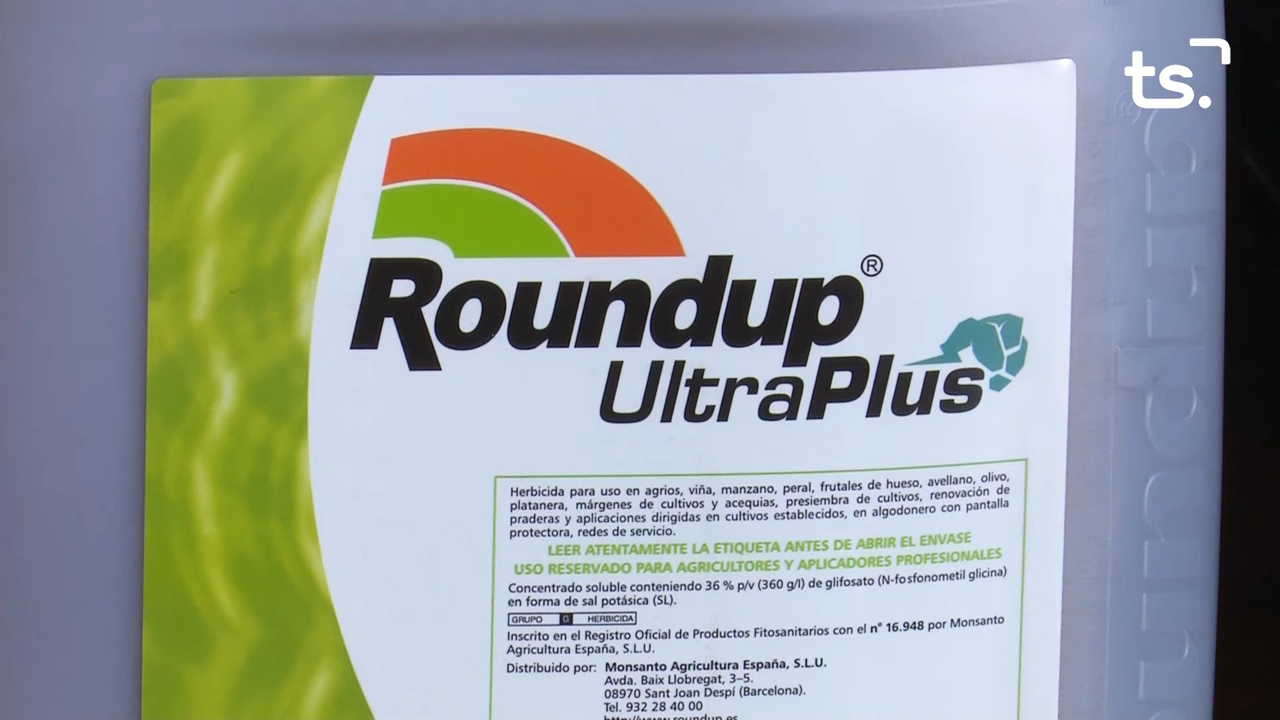 ts.
Roundup®
UltraPlus
Herbicida para uso en agrios, viña, manzano, peral, frutales de hueso, avellano, olivo,
platanera, márgenes de cultivos y acequias, presiembra de cultivos, renovación de
praderas y aplicaciones dirigidas en cultivos establecidos, en algodonero con pantalla
protectora, redes de servicio.
LEER ATENTAMENTE LA ETIQUETA ANTES DE ABRIR EL ENVASE
USO RESERVADO PARA AGRICULTORES Y APLICADORES PROFESIONALES
Concentrado soluble conteniendo 36 % p/v (360 g/l) de glifosato (N-fosfonometil glicina)
en forma de sal potásica (SL).
GRUPO G HERBICIDA
Inscrito en el Registro Oficial de Productos Fitosanitarios con el n° 16.948 por Monsanto
Agricultura España, S.L.U.
Distribuido por: Monsanto Agricultura España, S.L.U.
Avda. Baix Llobregat, 3–5.
08970 Sant Joan Despí (Barcelona).
Tel. 932 28 40 00
http://www.roundup.es